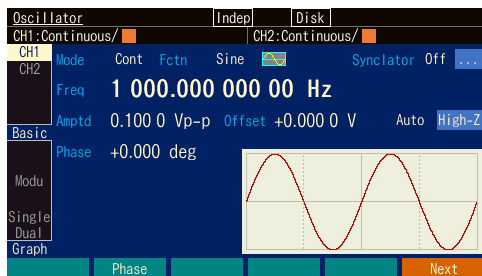 Oscillator Indep Disk
CH1:Continuous/ CH2:Continuous/
CH1
CH2
Mode Cont Fctn Sine Synclator Off ...
Freq 1 000.000 000 00 Hz
Amptd 0.100 0 Vp-p Offset +0.000 0 V Auto High-Z
Basic
Phase +0.000 deg
Modu
Single
Dual
Graph
Phase Next